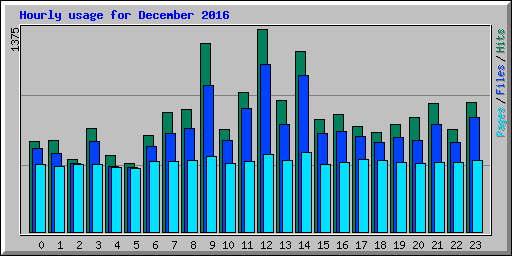 Hourly usage for December 2016
1375
Pages/Files/Hits
0 1 2 3 4 5 6 7 8 9 10 11 12 13 14 15 16 17 18 19 20 21 22 23